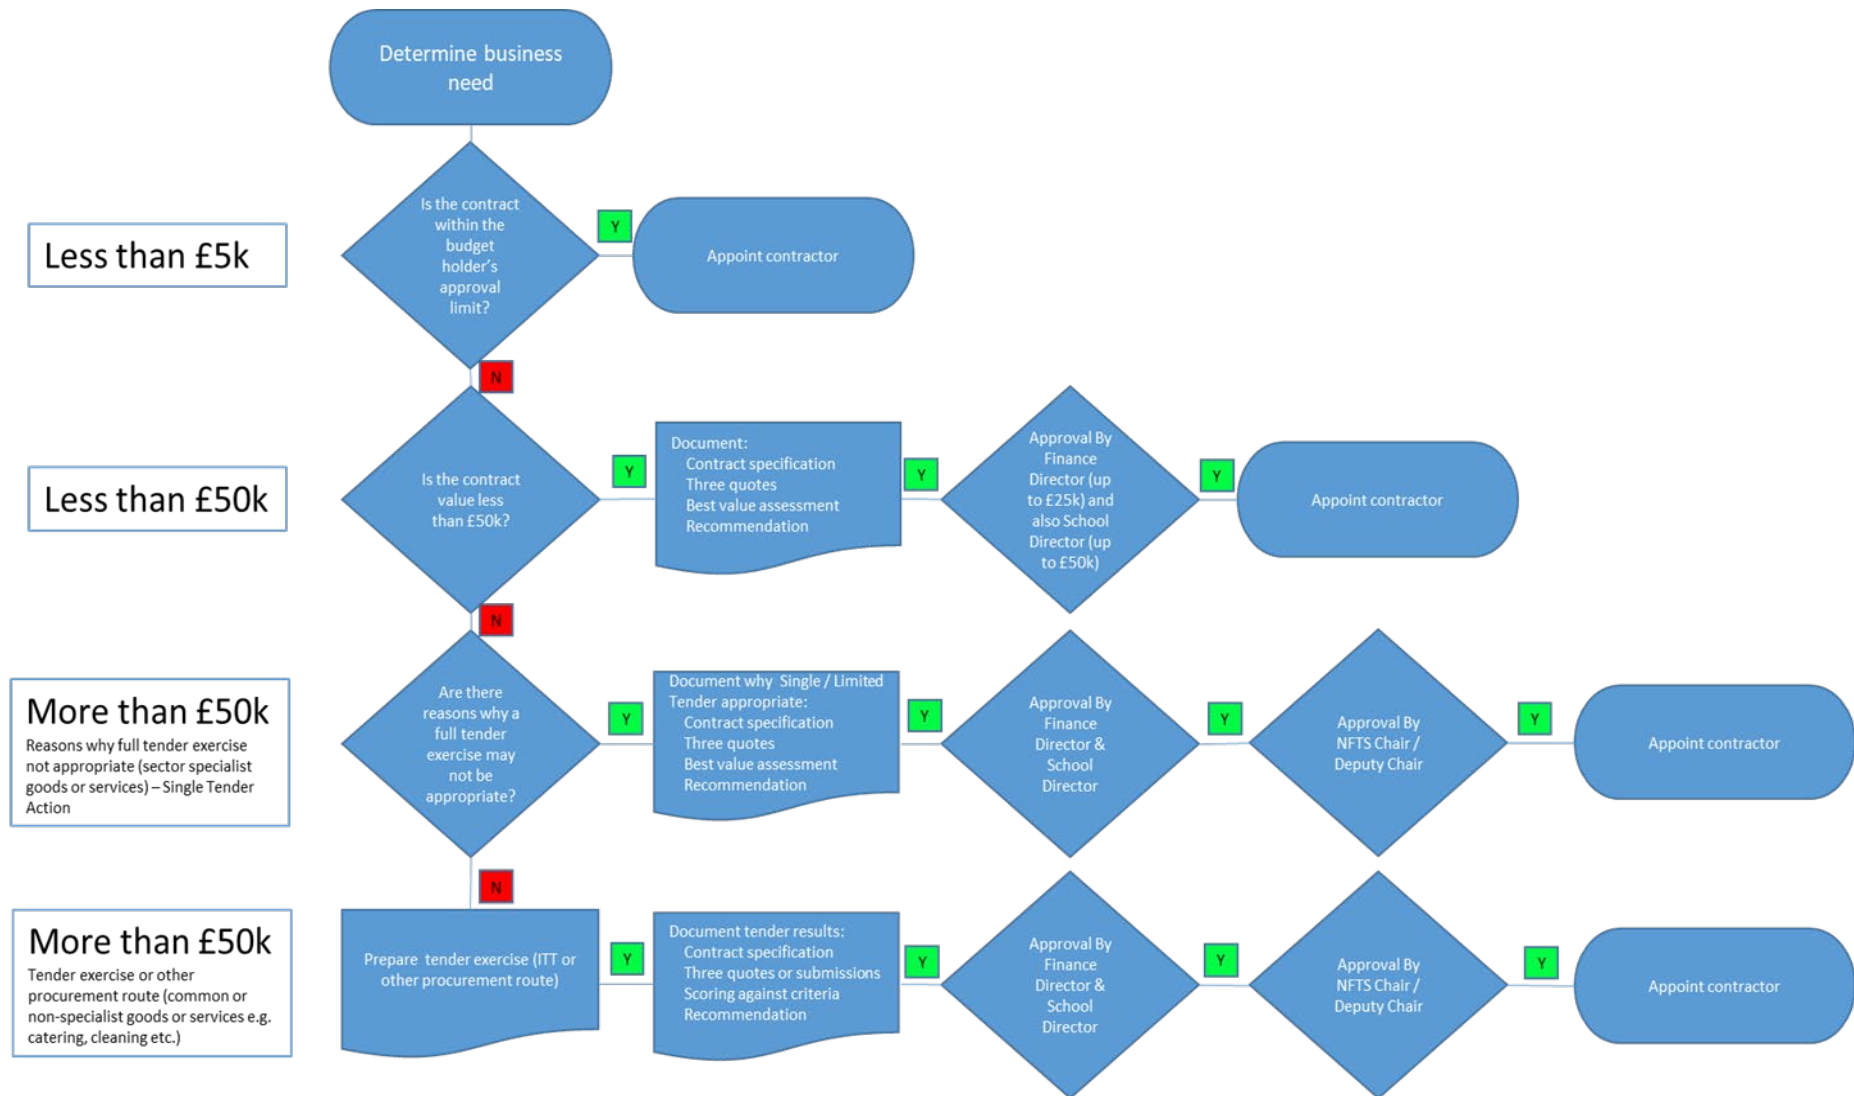 Determine business
need
Less than £5k
Is the contract
within the
budget
holder's
approval
limit?
Y
Appoint contractor
N
Less than £50k
Is the contract
value less
than £50k?
Y
Document:
Contract specification
Three quotes
Best value assessment
Recommendation
Y
Approval By
Finance
Director (up
to £25k) and
also School
Director (up
to £50k)
Y
Appoint contractor
N
More than £50k
Reasons why full tender exercise
not appropriate (sector specialist
goods or services) – Single Tender
Action
Are there
reasons why a
full tender
exercise may
not be
appropriate?
Y
Document why Single / Limited
Tender appropriate:
Contract specification
Three quotes
Best value assessment
Recommendation
Y
Approval By
Finance
Director &
School
Director
Y
Approval By
NFTS Chair /
Deputy Chair
Y
Appoint contractor
N
More than £50k
Tender exercise or other
procurement route (common or
non-specialist goods or services e.g.
catering, cleaning etc.)
Prepare tender exercise (ITT or
other procurement route)
Y
Document tender results:
Contract specification
Three quotes or submissions
Scoring against criteria
Recommendation
Y
Approval By
Finance
Director &
School
Director
Y
Approval By
NFTS Chair /
Deputy Chair
Y
Appoint contractor